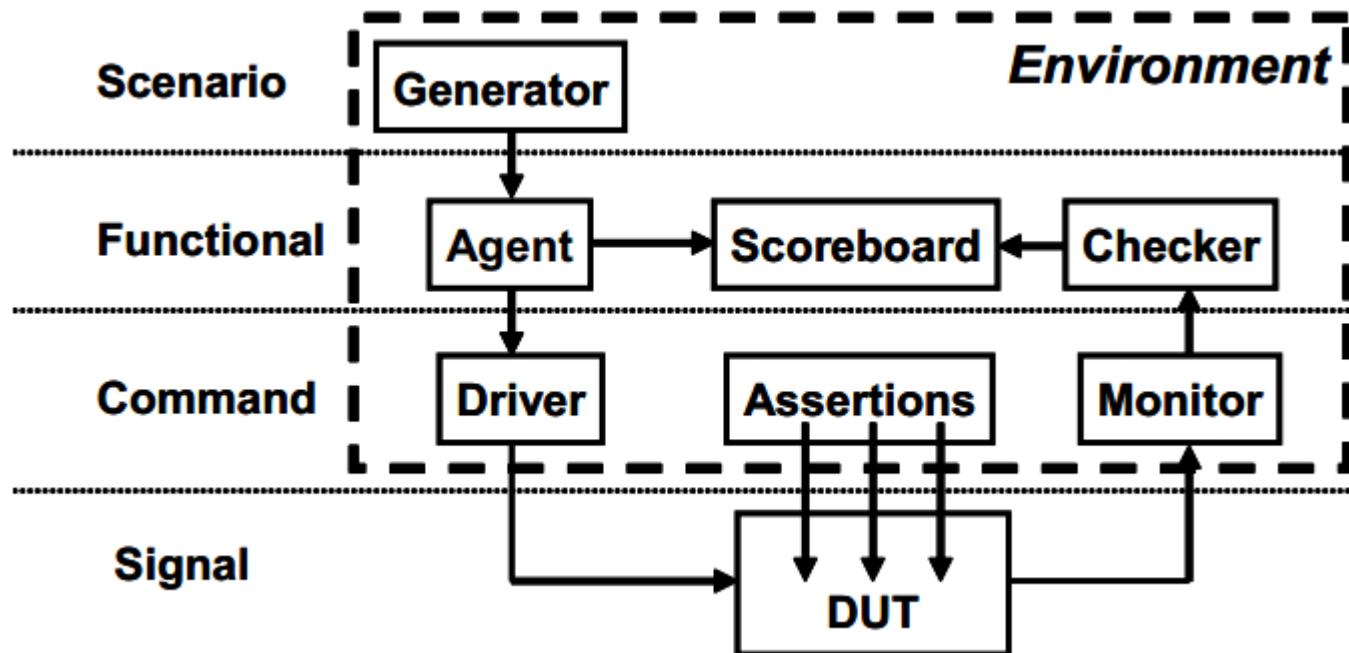 Scenario
Generator
Environment
Functional
Agent
Scoreboard
Checker
Command
Driver
Assertions
Monitor
Signal
DUT